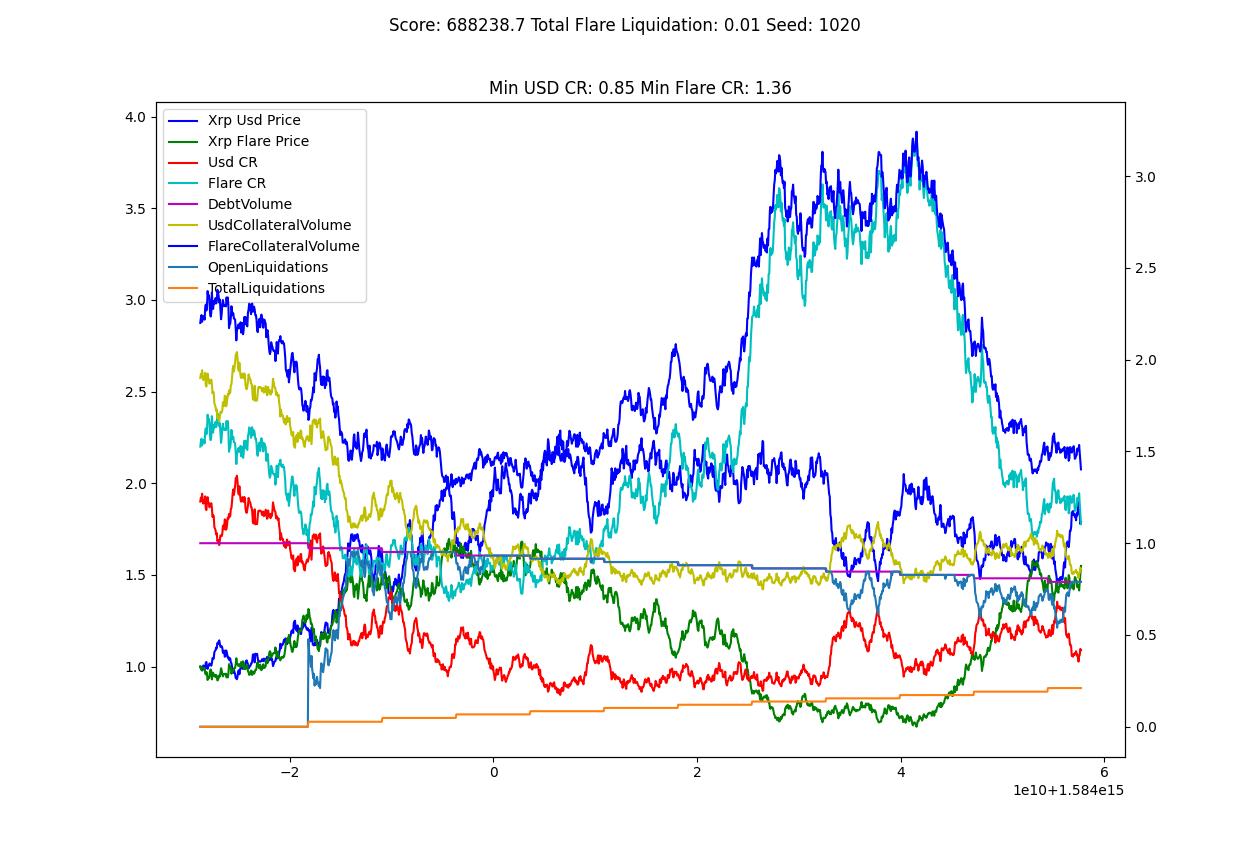 Score: 688238.7 Total Flare Liquidation: 0.01 Seed: 1020
Min USD CR: 0.85 Min Flare CR: 1.36
Xrp Usd Price
Xrp Flare Price
Usd CR
Flare CR
DebtVolume
UsdCollateralVolume
FlareCollateralVolume
OpenLiquidations
TotalLiquidations
4.0
3.5
3.0
2.5
2.0
1.5
1.0
3.0
2.5
2.0
1.5
1.0
0.5
0.0
−2 0 2 4 6
1e10+1.584e15